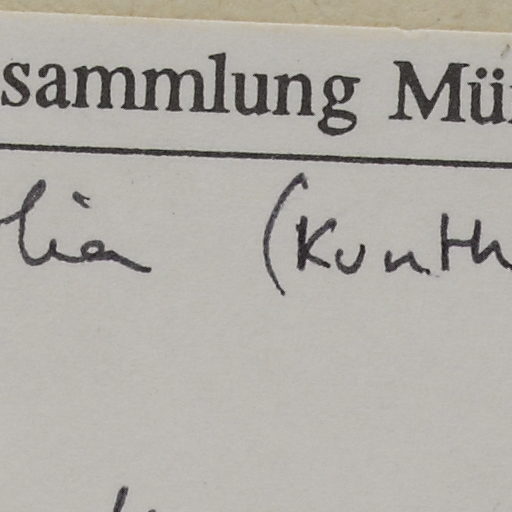 sammlung Mü
lia (Kunth